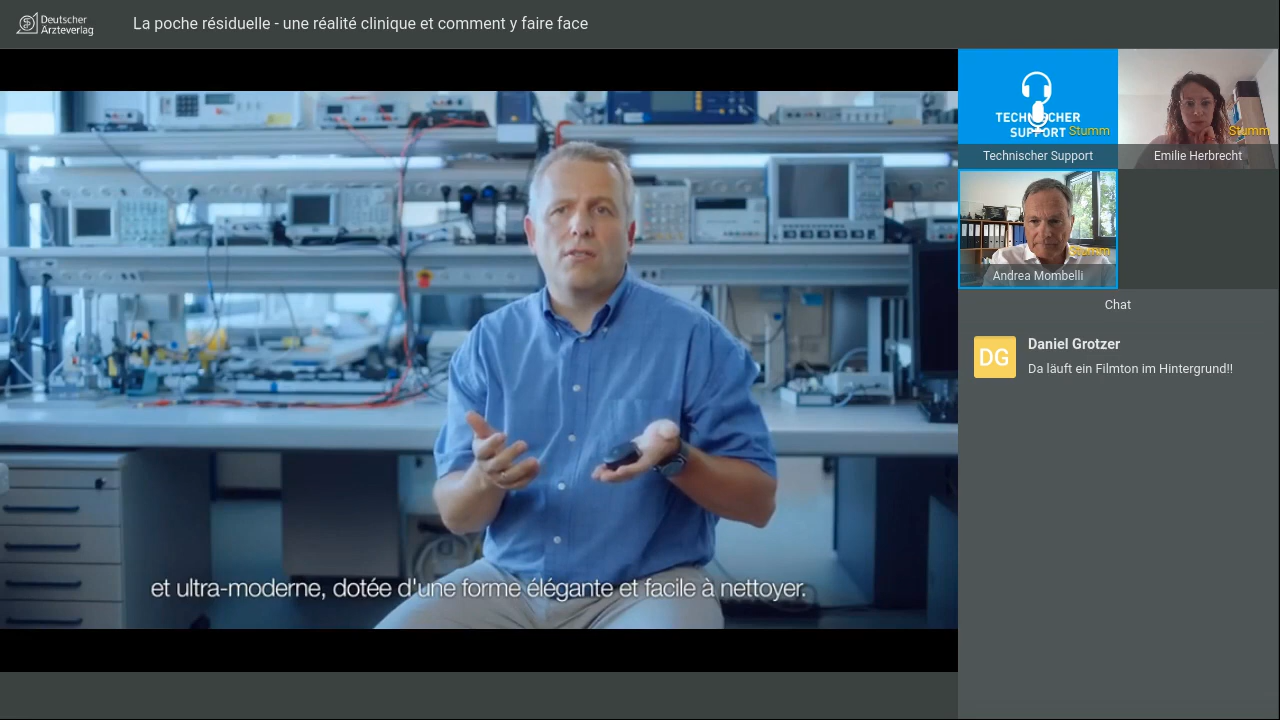 Deutscher
Ärzteverlag
La poche résiduelle - une réalité clinique et comment y faire face
TECHNISCHER
SUPPORT
Stumm
Technischer Support
Stumm
Emilie Herbrecht
Stumm
Andrea Mombelli
Chat
DG
Daniel Grotzer
Da läuft ein Filmton im Hintergrund!!
et ultra-moderne, dotée d'une forme élégante et facile à nettoyer.